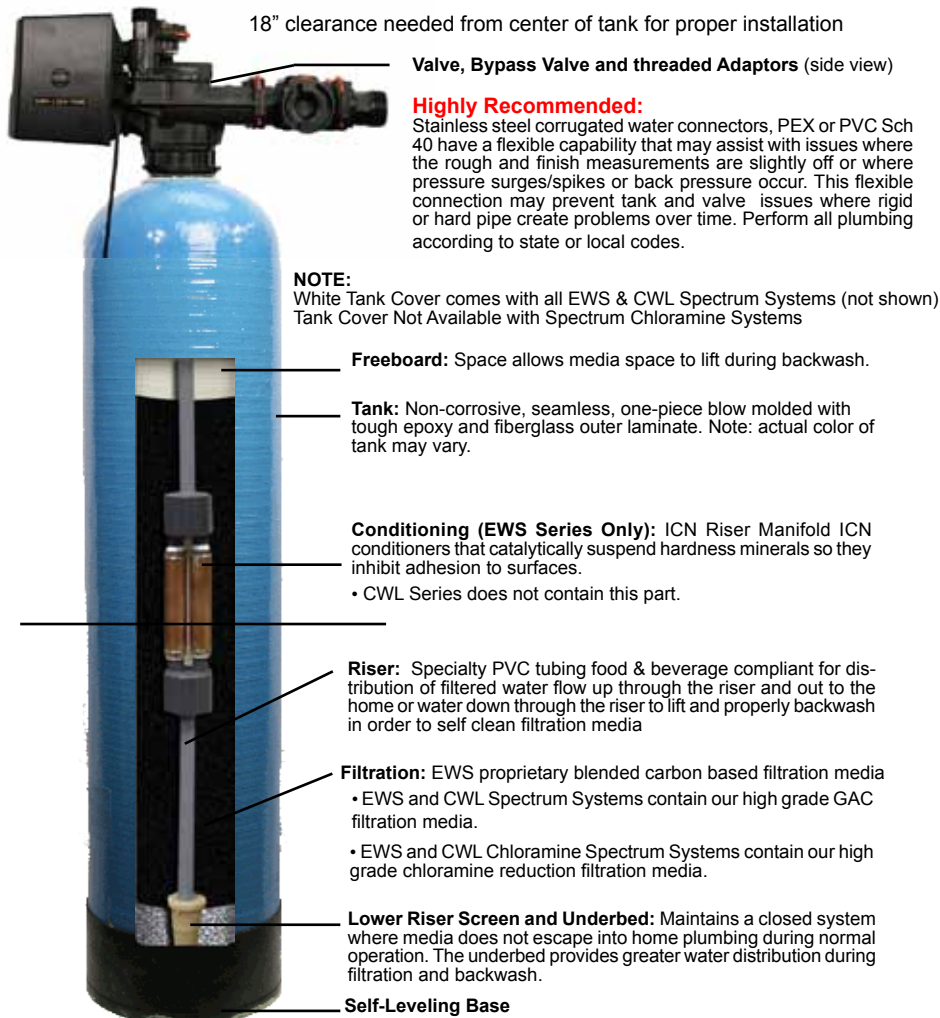 18” clearance needed from center of tank for proper installation
Valve, Bypass Valve and threaded Adaptors (side view)
Highly Recommended:
Stainless steel corrugated water connectors, PEX or PVC Sch
40 have a flexible capability that may assist with issues where
the rough and finish measurements are slightly off or where
pressure surges/spikes or back pressure occur. This flexible
connection may prevent tank and valve issues where rigid
or hard pipe create problems over time. Perform all plumbing
according to state or local codes.
NOTE:
White Tank Cover comes with all EWS & CWL Spectrum Systems (not shown)
Tank Cover Not Available with Spectrum Chloramine Systems
Freeboard: Space allows media space to lift during backwash.
Tank: Non-corrosive, seamless, one-piece blow molded with
tough epoxy and fiberglass outer laminate. Note: actual color of
tank may vary.
Conditioning (EWS Series Only): ICN Riser Manifold ICN
conditioners that catalytically suspend hardness minerals so they
inhibit adhesion to surfaces.
• CWL Series does not contain this part.
Riser: Specialty PVC tubing food & beverage compliant for dis-
tribution of filtered water flow up through the riser and out to the
home or water down through the riser to lift and properly backwash
in order to self clean filtration media
Filtration: EWS proprietary blended carbon based filtration media
• EWS and CWL Spectrum Systems contain our high grade GAC
filtration media.
• EWS and CWL Chloramine Spectrum Systems contain our high
grade chloramine reduction filtration media.
Lower Riser Screen and Underbed: Maintains a closed system
where media does not escape into home plumbing during normal
operation. The underbed provides greater water distribution during
filtration and backwash.
Self-Leveling Base